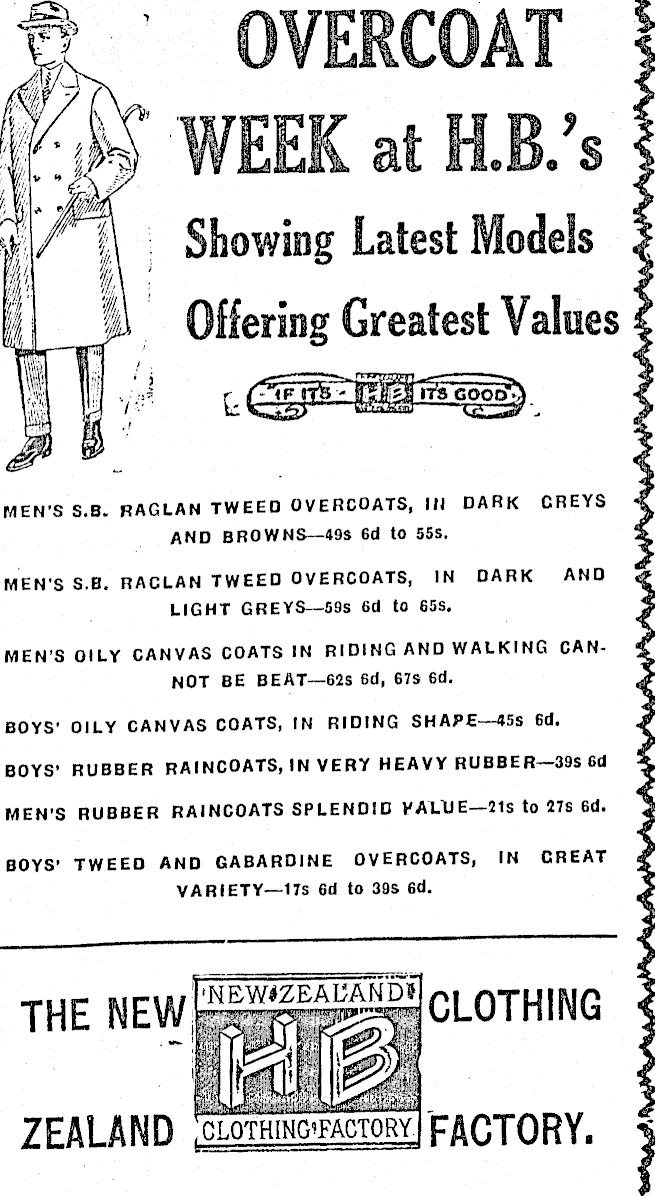 OVERCOAT
WEEK at H.B.'s
Showing Latest Models
Offering Greatest Values
IF ITS HB ITS GOOD
MEN'S S.B. RAGLAN TWEED OVERCOATS, IN DARK GREYS
AND BROWNS—49s 6d to 55s.
MEN'S S.B. RAGLAN TWEED OVERCOATS, IN DARK AND
LIGHT GREYS—59s 6d to 65s.
MEN'S OILY CANVAS COATS IN RIDING AND WALKING CAN-
NOT BE BEAT—62s 6d, 67s 6d.
BOYS' OILY CANVAS COATS, IN RIDING SHAPE—45s 6d.
BOYS' RUBBER RAINCOATS, IN VERY HEAVY RUBBER—39s 6d
MEN'S RUBBER RAINCOATS SPLENDID VALUE—21s to 27s 6d.
BOYS' TWEED AND GABARDINE OVERCOATS, IN GREAT
VARIETY—17s 6d to 39s 6d.
THE NEW
ZEALAND
NEW ZEALAND
HB
CLOTHING FACTORY
CLOTHING
FACTORY.